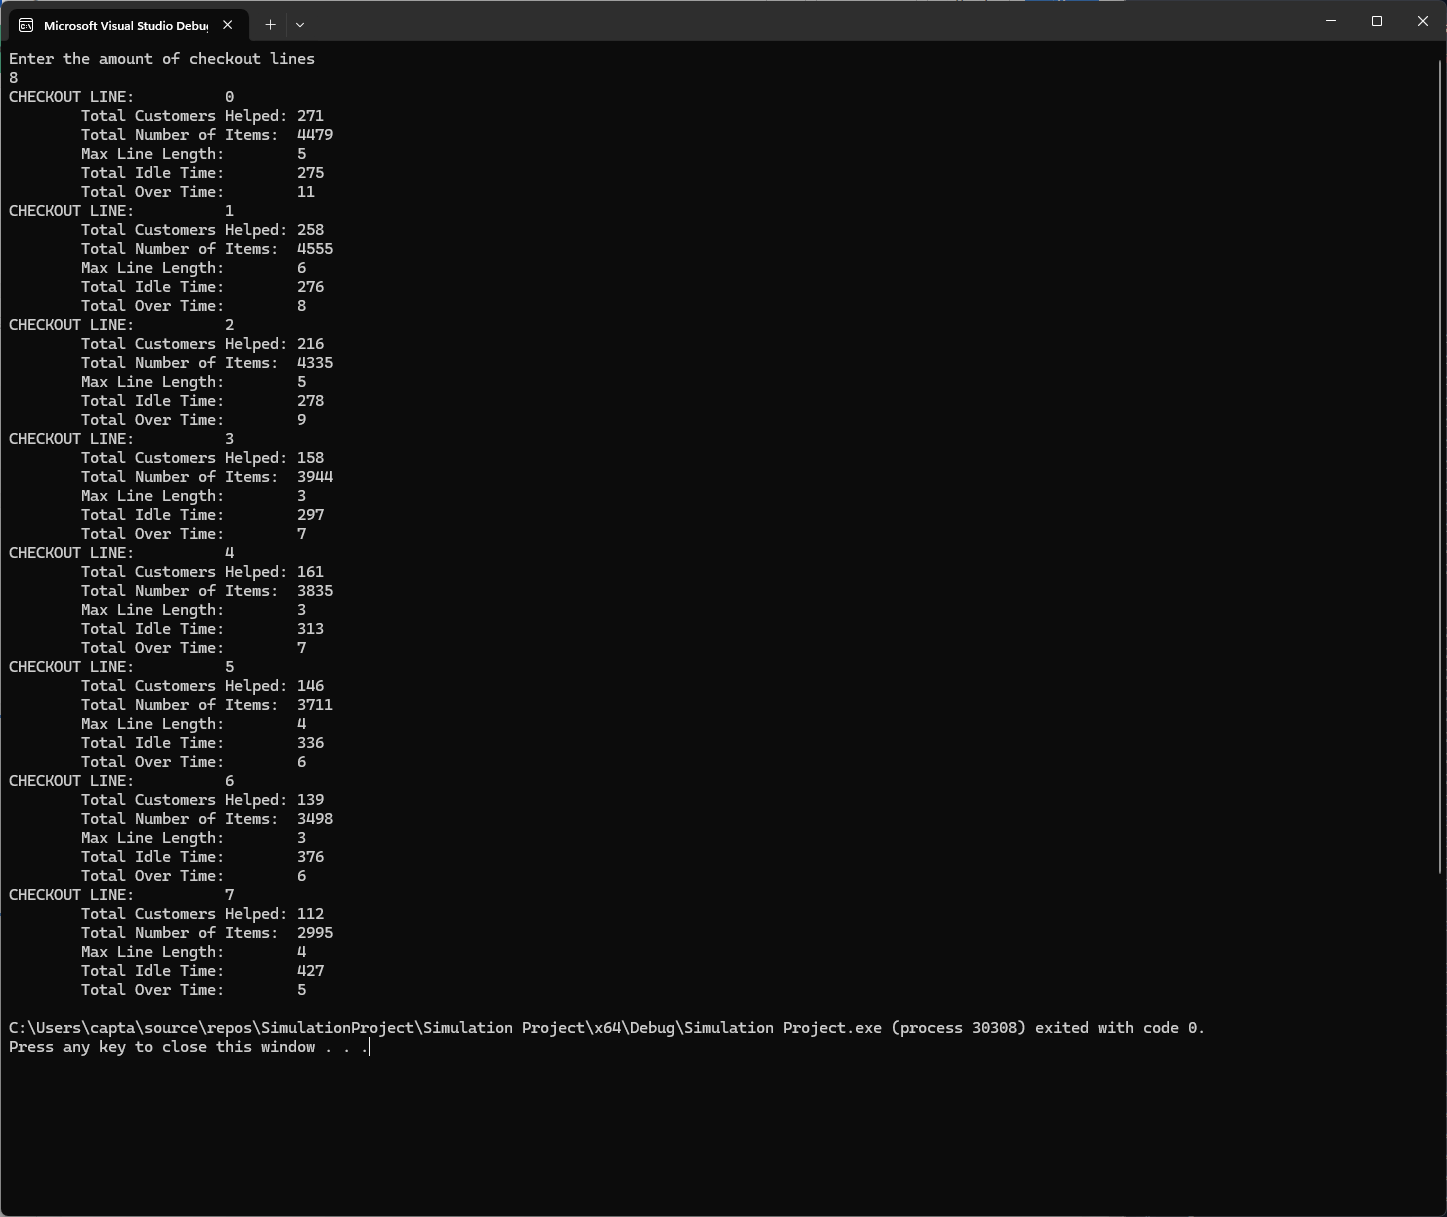 Microsoft Visual Studio Debug
Enter the amount of checkout lines
8
CHECKOUT LINE: 0
Total Customers Helped: 271
Total Number of Items: 4479
Max Line Length: 5
Total Idle Time: 275
Total Over Time: 11
CHECKOUT LINE: 1
Total Customers Helped: 258
Total Number of Items: 4555
Max Line Length: 6
Total Idle Time: 276
Total Over Time: 8
CHECKOUT LINE: 2
Total Customers Helped: 216
Total Number of Items: 4335
Max Line Length: 5
Total Idle Time: 278
Total Over Time: 9
CHECKOUT LINE: 3
Total Customers Helped: 158
Total Number of Items: 3944
Max Line Length: 3
Total Idle Time: 297
Total Over Time: 7
CHECKOUT LINE: 4
Total Customers Helped: 161
Total Number of Items: 3835
Max Line Length: 3
Total Idle Time: 313
Total Over Time: 7
CHECKOUT LINE: 5
Total Customers Helped: 146
Total Number of Items: 3711
Max Line Length: 4
Total Idle Time: 336
Total Over Time: 6
CHECKOUT LINE: 6
Total Customers Helped: 139
Total Number of Items: 3498
Max Line Length: 3
Total Idle Time: 376
Total Over Time: 6
CHECKOUT LINE: 7
Total Customers Helped: 112
Total Number of Items: 2995
Max Line Length: 4
Total Idle Time: 427
Total Over Time: 5
C:\Users\capta\source\repos\SimulationProject\Simulation Project\x64\Debug\Simulation Project.exe (process 30308) exited with code 0.
Press any key to close this window . . .